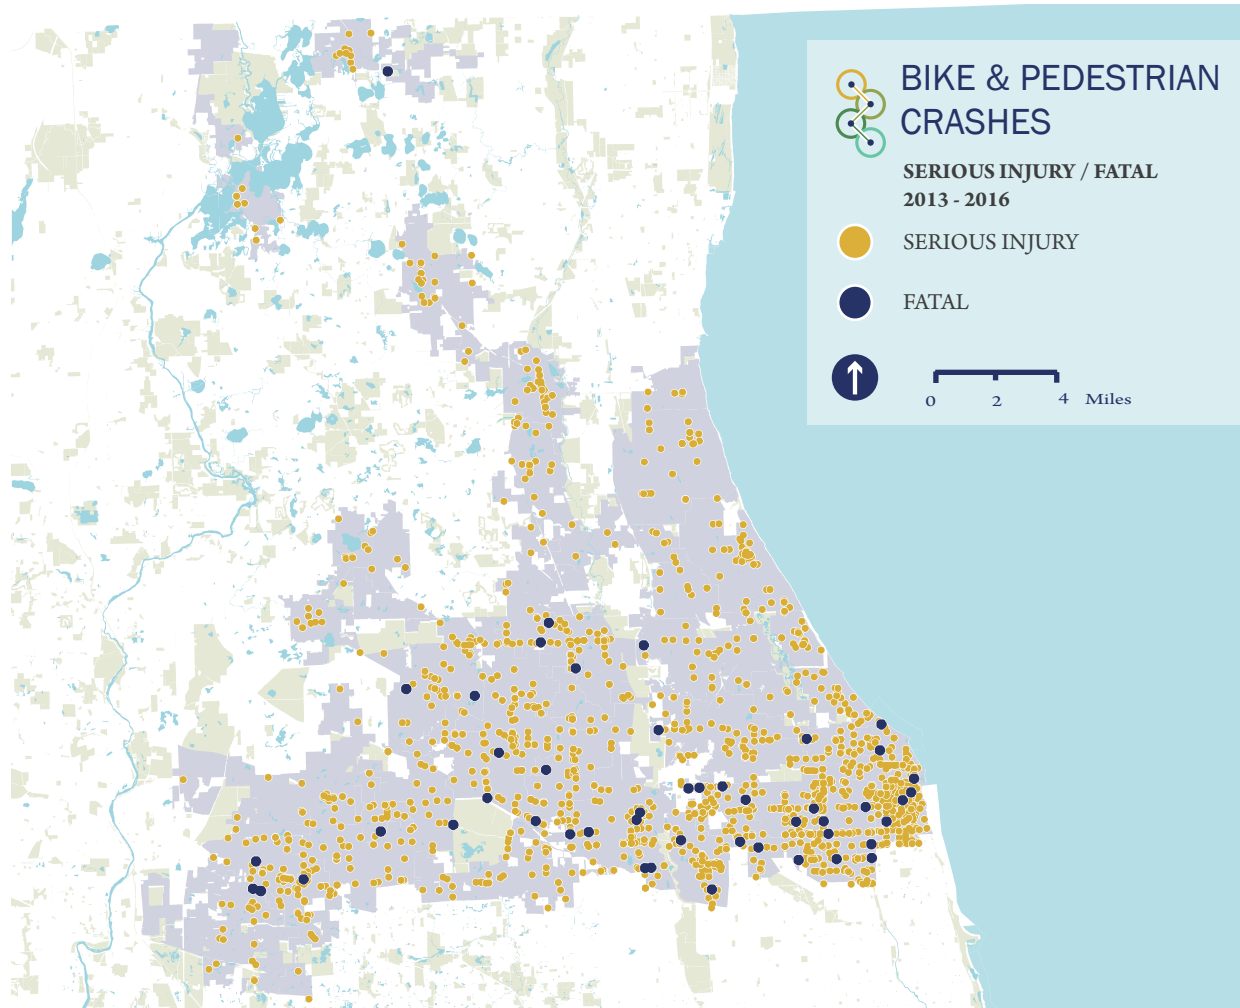 BIKE & PEDESTRIAN
CRASHES
SERIOUS INJURY / FATAL
2013 - 2016
SERIOUS INJURY
FATAL
0 2 4 Miles